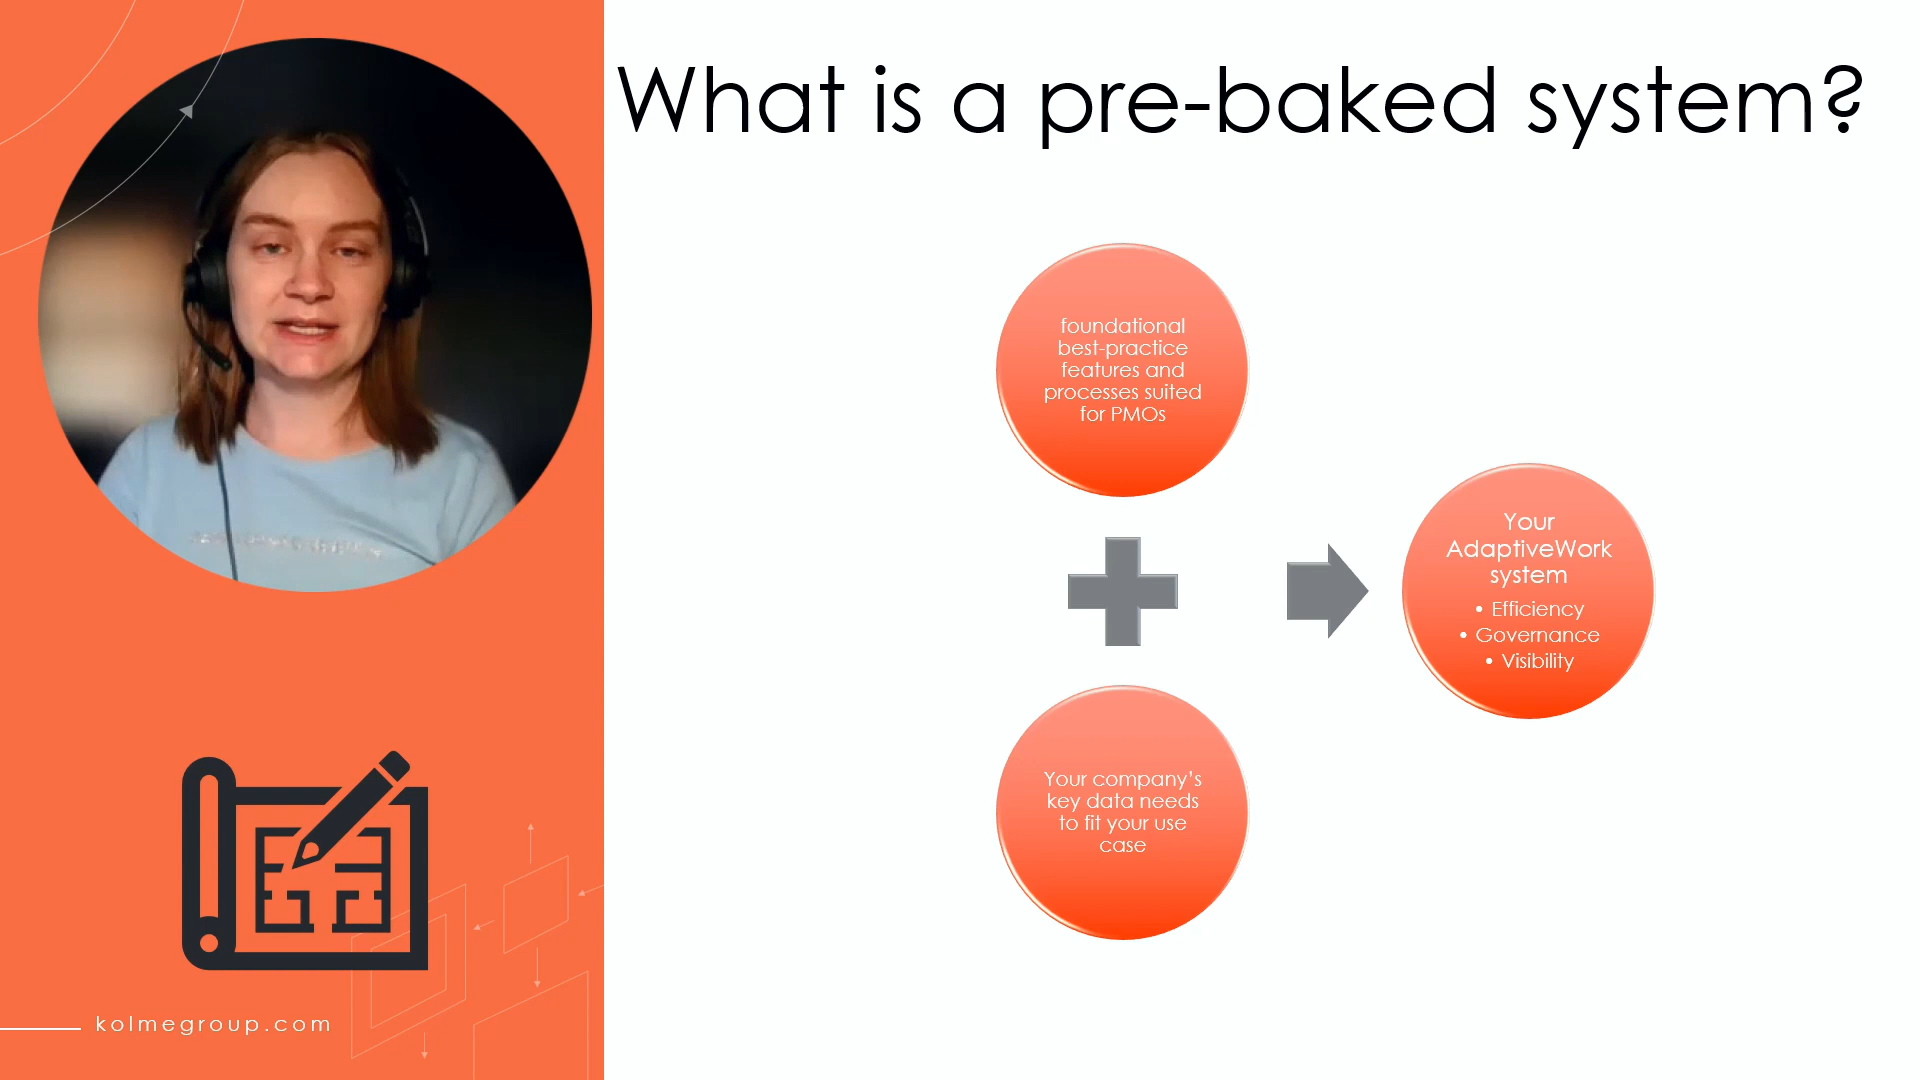 What is a pre-baked system?
foundational
best-practice
features and
processes suited
for PMOs
Your company’s
key data needs
to fit your use
case
Your
AdaptiveWork
system
• Efficiency
• Governance
• Visibility
kolmegroup.com